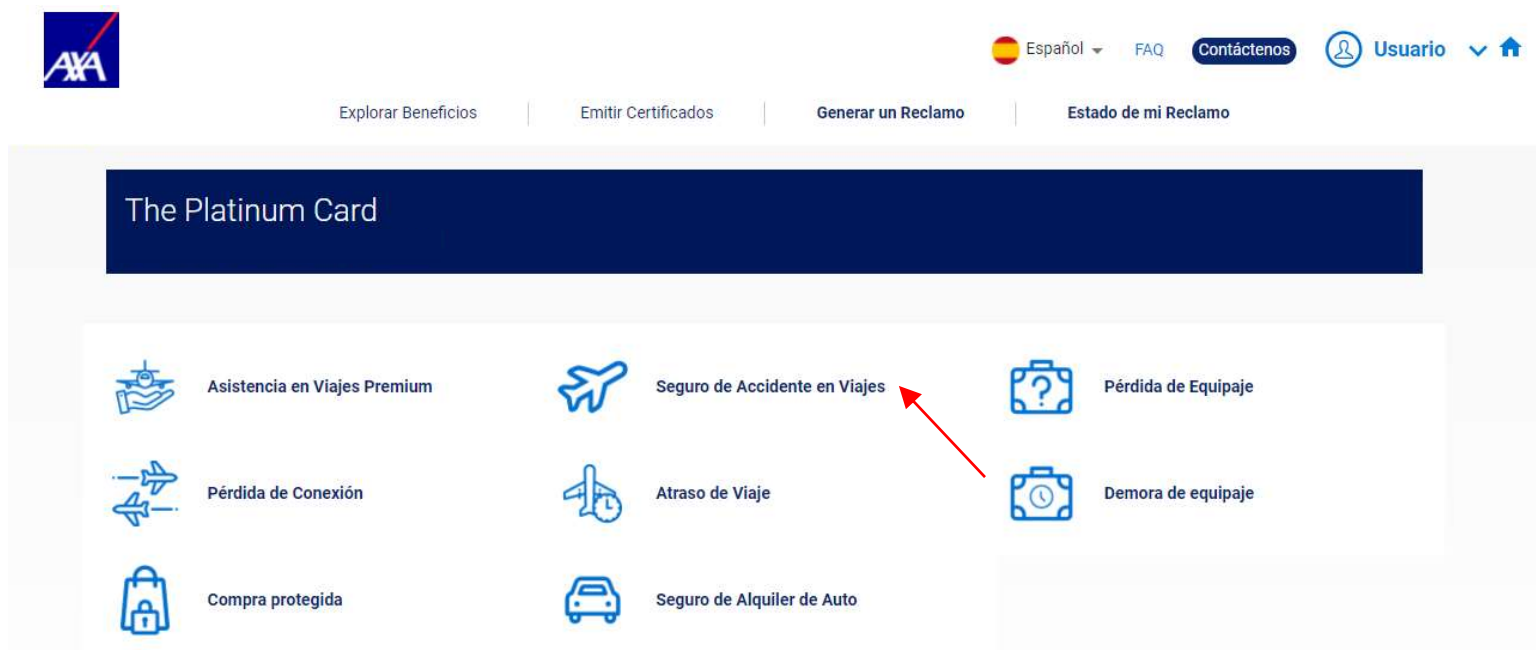 AXA
Español FAQ Contáctenos Usuario
Explorar Beneficios Emitir Certificados Generar un Reclamo Estado de mi Reclamo
The Platinum Card
Asistencia en Viajes Premium Seguro de Accidente en Viajes Pérdida de Equipaje
Pérdida de Conexión Atraso de Viaje Demora de equipaje
Compra protegida Seguro de Alquiler de Auto